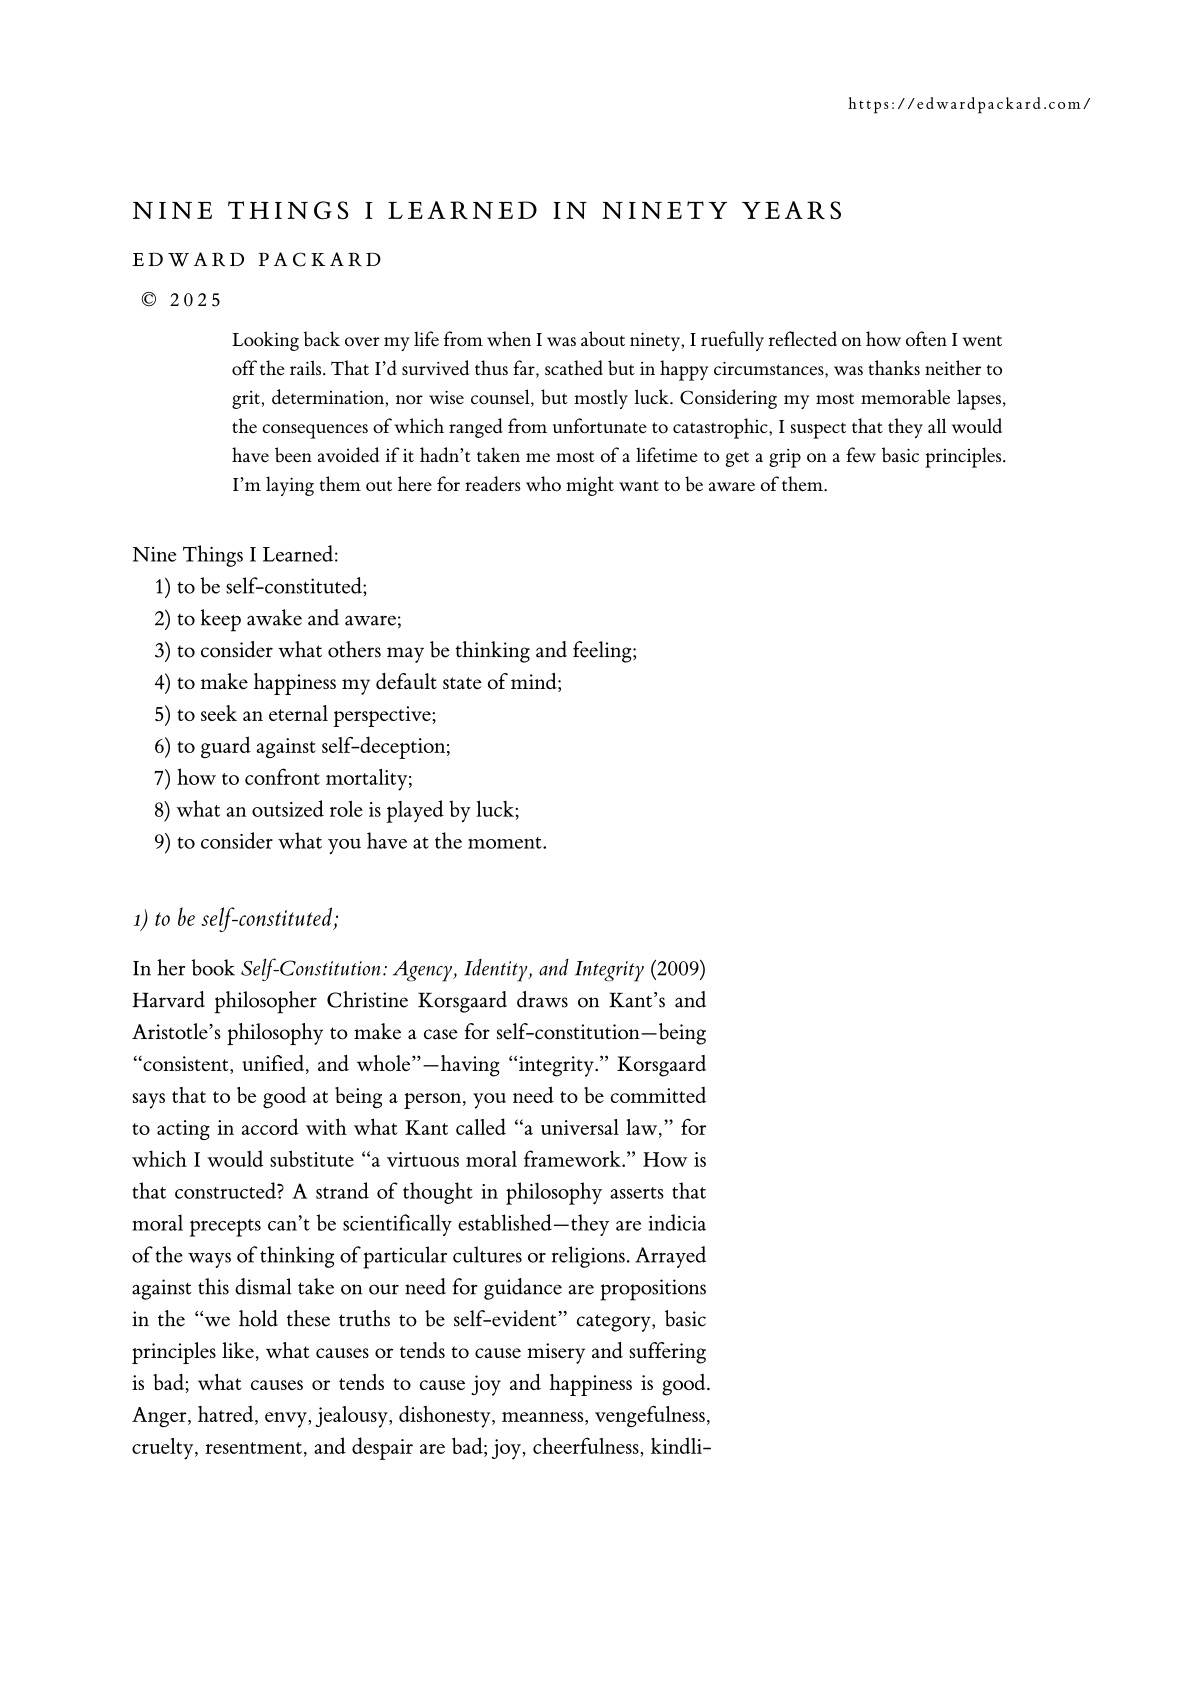 https://edwardpackard.com/
NINE THINGS I LEARNED IN NINETY YEARS
EDWARD PACKARD
© 2025
Looking back over my life from when I was about ninety, I ruefully reflected on how often I went
off the rails. That I’d survived thus far, scathed but in happy circumstances, was thanks neither to
grit, determination, nor wise counsel, but mostly luck. Considering my most memorable lapses,
the consequences of which ranged from unfortunate to catastrophic, I suspect that they all would
have been avoided if it hadn’t taken me most of a lifetime to get a grip on a few basic principles.
I’m laying them out here for readers who might want to be aware of them.
Nine Things I Learned:
1) to be self-constituted;
2) to keep awake and aware;
3) to consider what others may be thinking and feeling;
4) to make happiness my default state of mind;
5) to seek an eternal perspective;
6) to guard against self-deception;
7) how to confront mortality;
8) what an outsized role is played by luck;
9) to consider what you have at the moment.
1) to be self-constituted;
In her book Self-Constitution: Agency, Identity, and Integrity (2009)
Harvard philosopher Christine Korsgaard draws on Kant’s and
Aristotle’s philosophy to make a case for self-constitution—being
“consistent, unified, and whole”—having “integrity.” Korsgaard
says that to be good at being a person, you need to be committed
to acting in accord with what Kant called “a universal law,” for
which I would substitute “a virtuous moral framework.” How is
that constructed? A strand of thought in philosophy asserts that
moral precepts can’t be scientifically established—they are indicia
of the ways of thinking of particular cultures or religions. Arrayed
against this dismal take on our need for guidance are propositions
in the “we hold these truths to be self-evident” category, basic
principles like, what causes or tends to cause misery and suffering
is bad; what causes or tends to cause joy and happiness is good.
Anger, hatred, envy, jealousy, dishonesty, meanness, vengefulness,
cruelty, resentment, and despair are bad; joy, cheerfulness, kindli-